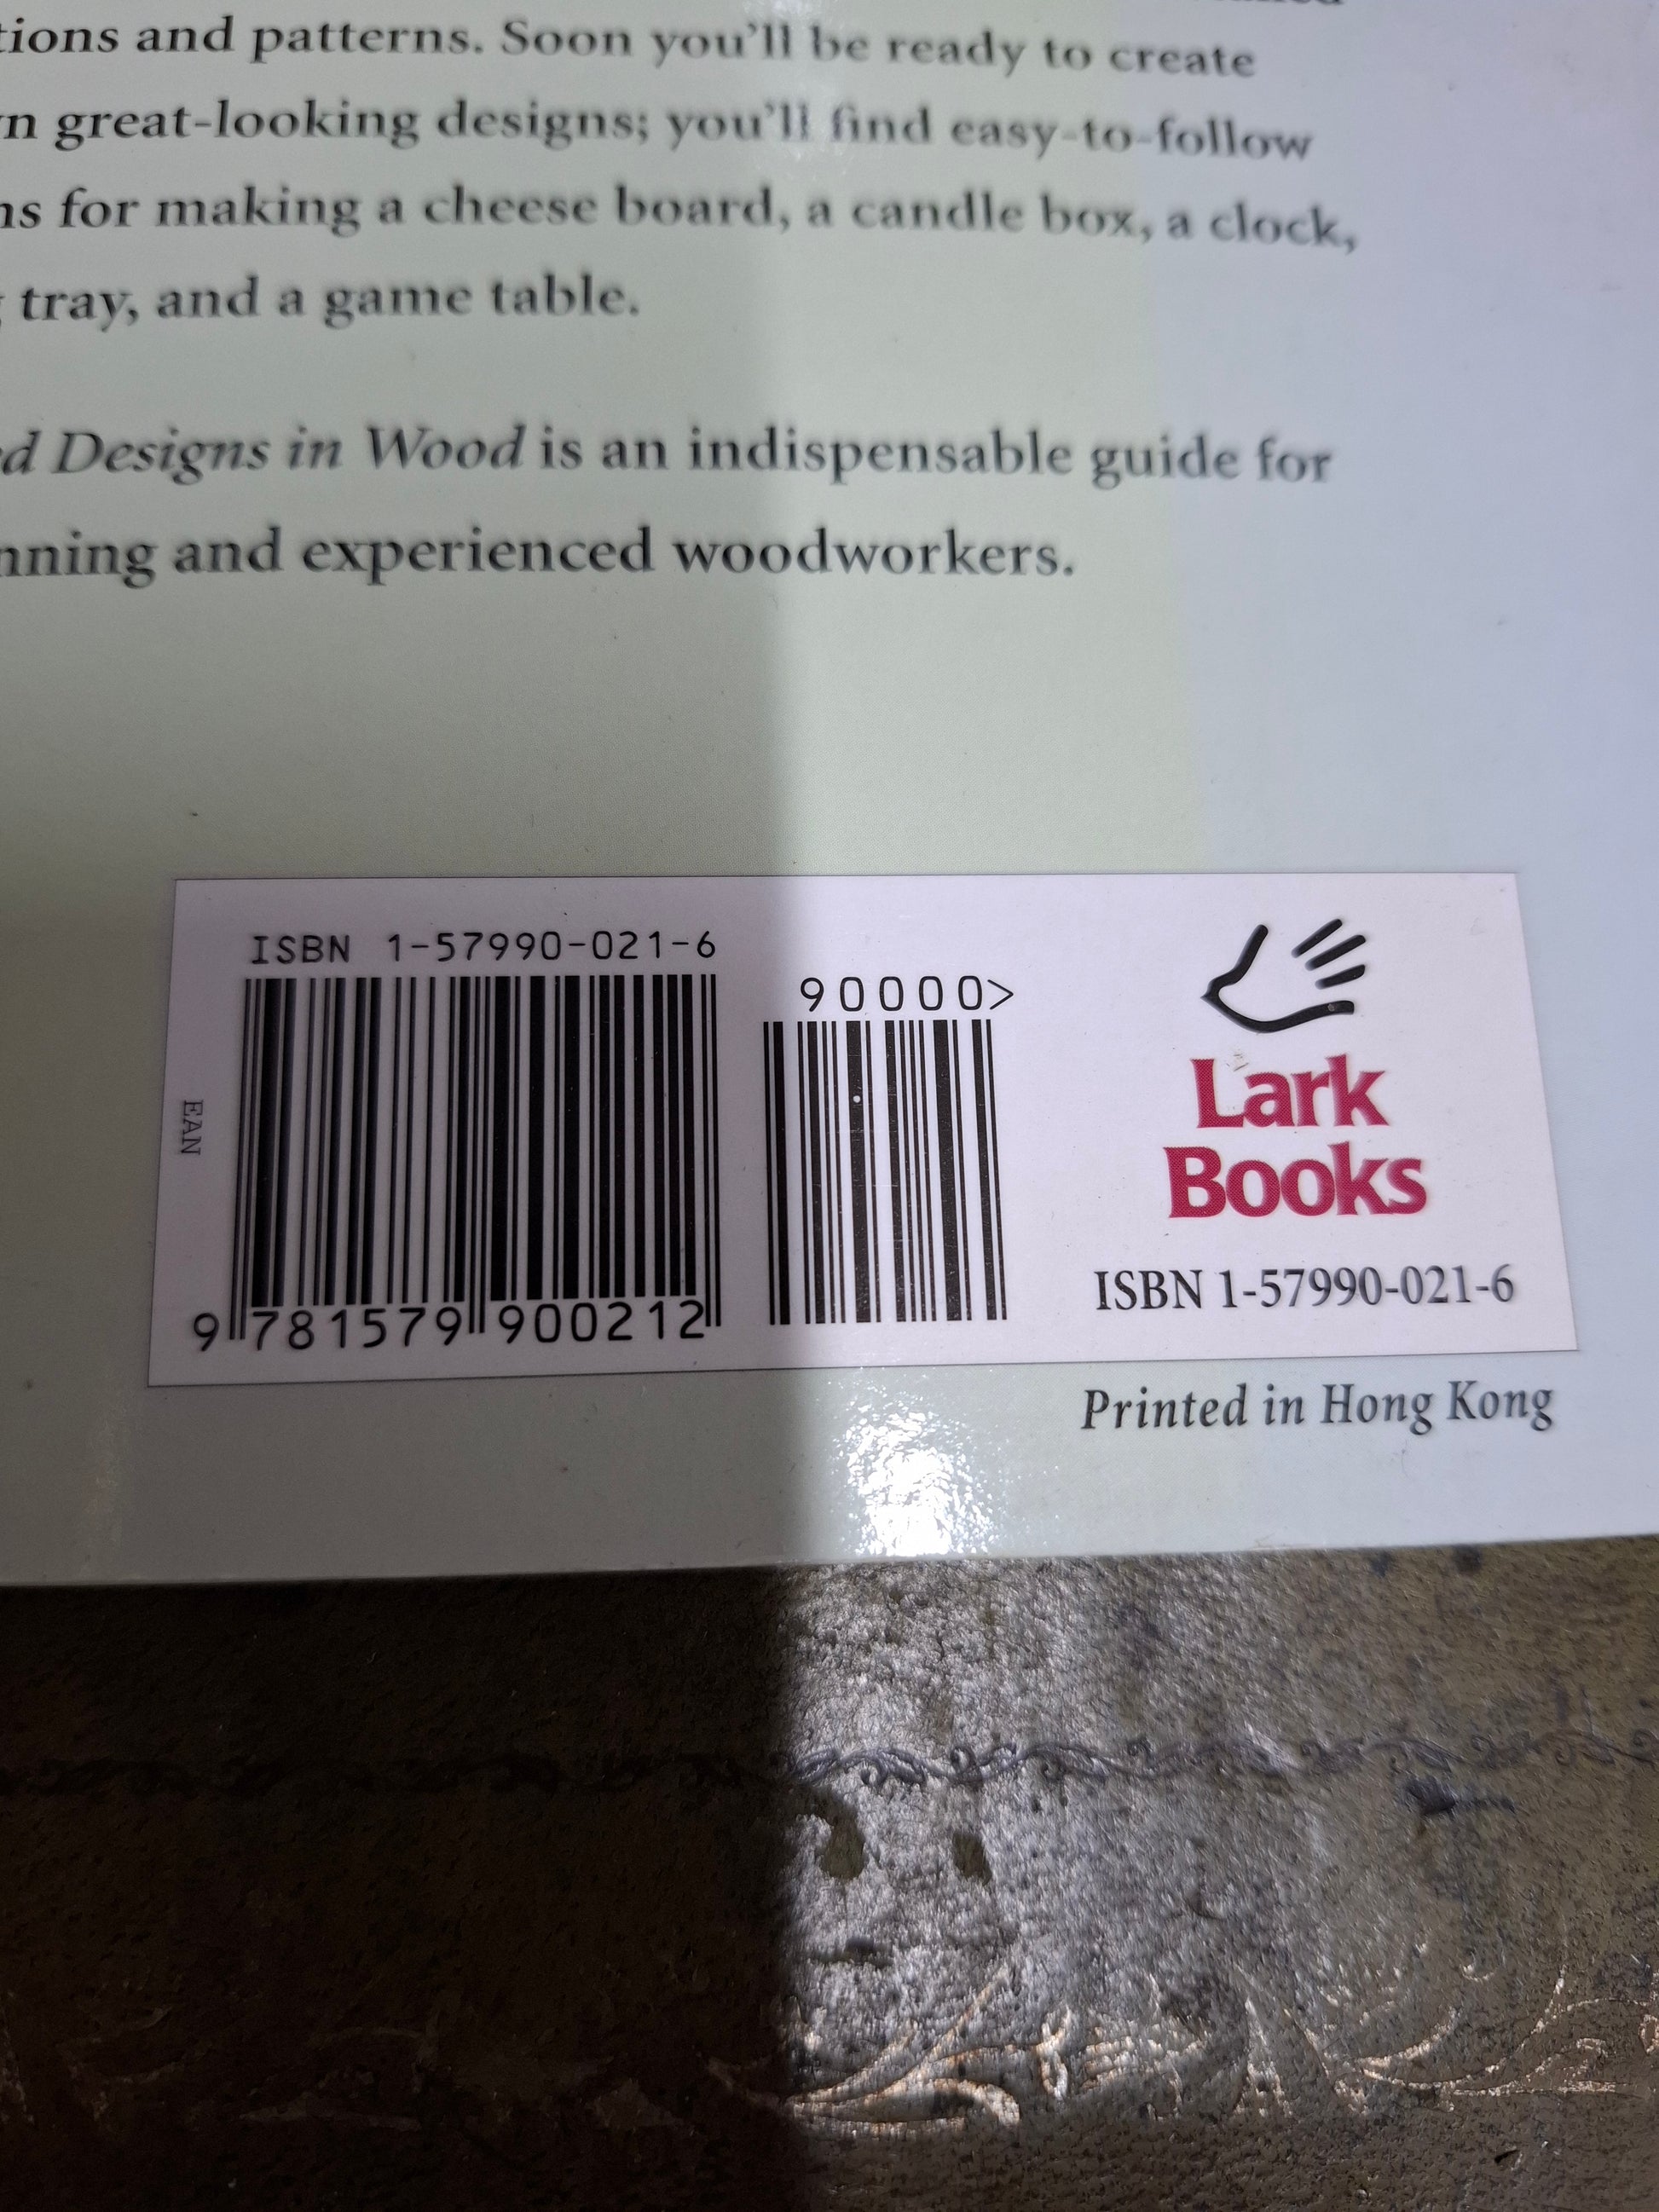 tions and patterns. Soon you'll be ready to create
n great-looking designs; you'll find easy-to-follow
ns for making a cheese board, a candle box, a clock,
tray, and a game table.
d Designs in Wood is an indispensable guide for
nning and experienced woodworkers.
ISBN 1-57990-021-6
90000>
EAN
9 781579 900212
Lark
Books
ISBN 1-57990-021-6
Printed in Hong Kong